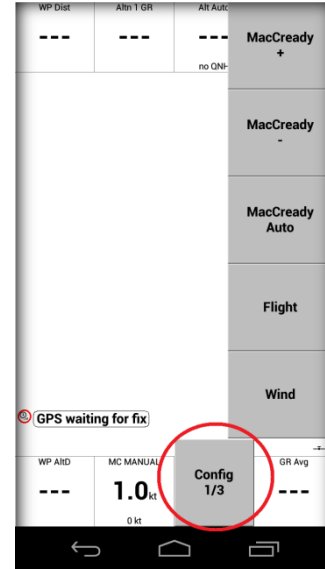 WP Dist
Altn 1 GR
Alt Auto
---
---
---
no QNH
MacCready
+
MacCready
-
MacCready
Auto
Flight
Wind
GPS waiting for fix
WP AltD
MC MANUAL
GR Avg
---
1.0kt
0 kt
Config
1/3
---